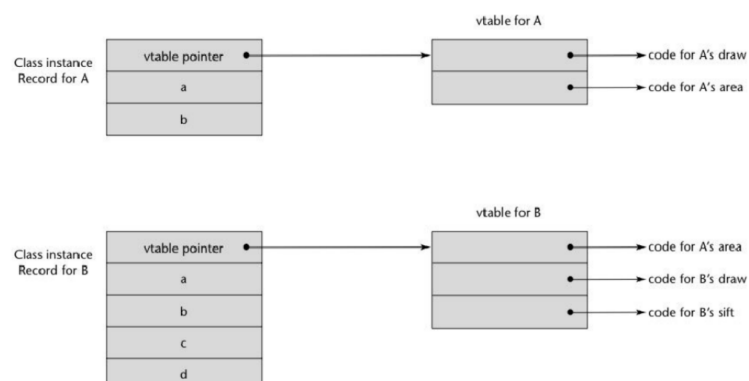 vtable for A
Class instance
Record for A
vtable pointer
a
b
code for A's draw
code for A's area
vtable for B
Class instance
Record for B
vtable pointer
a
b
c
d
code for A's area
code for B's draw
code for B's sift